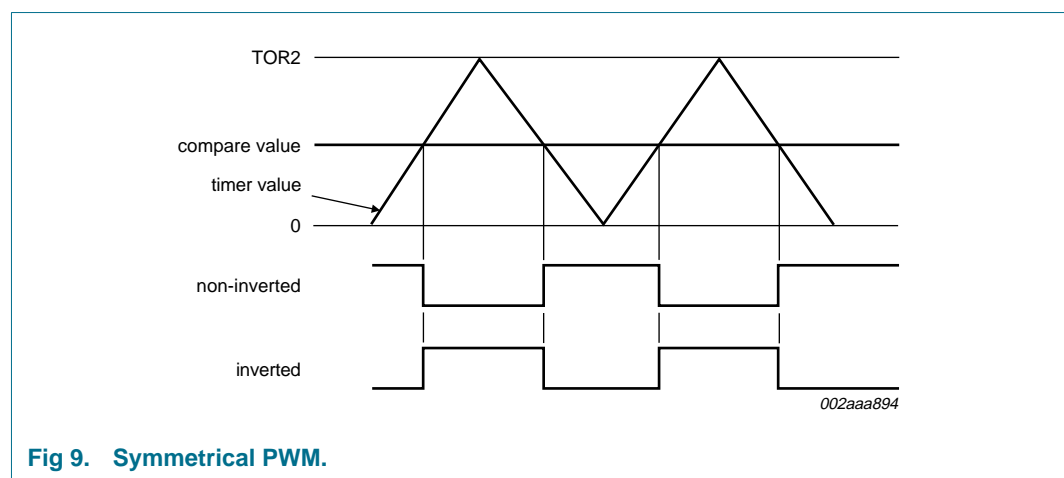 TOR2
compare value
timer value
0
non-inverted
inverted
002aaa894
Fig 9. Symmetrical PWM.